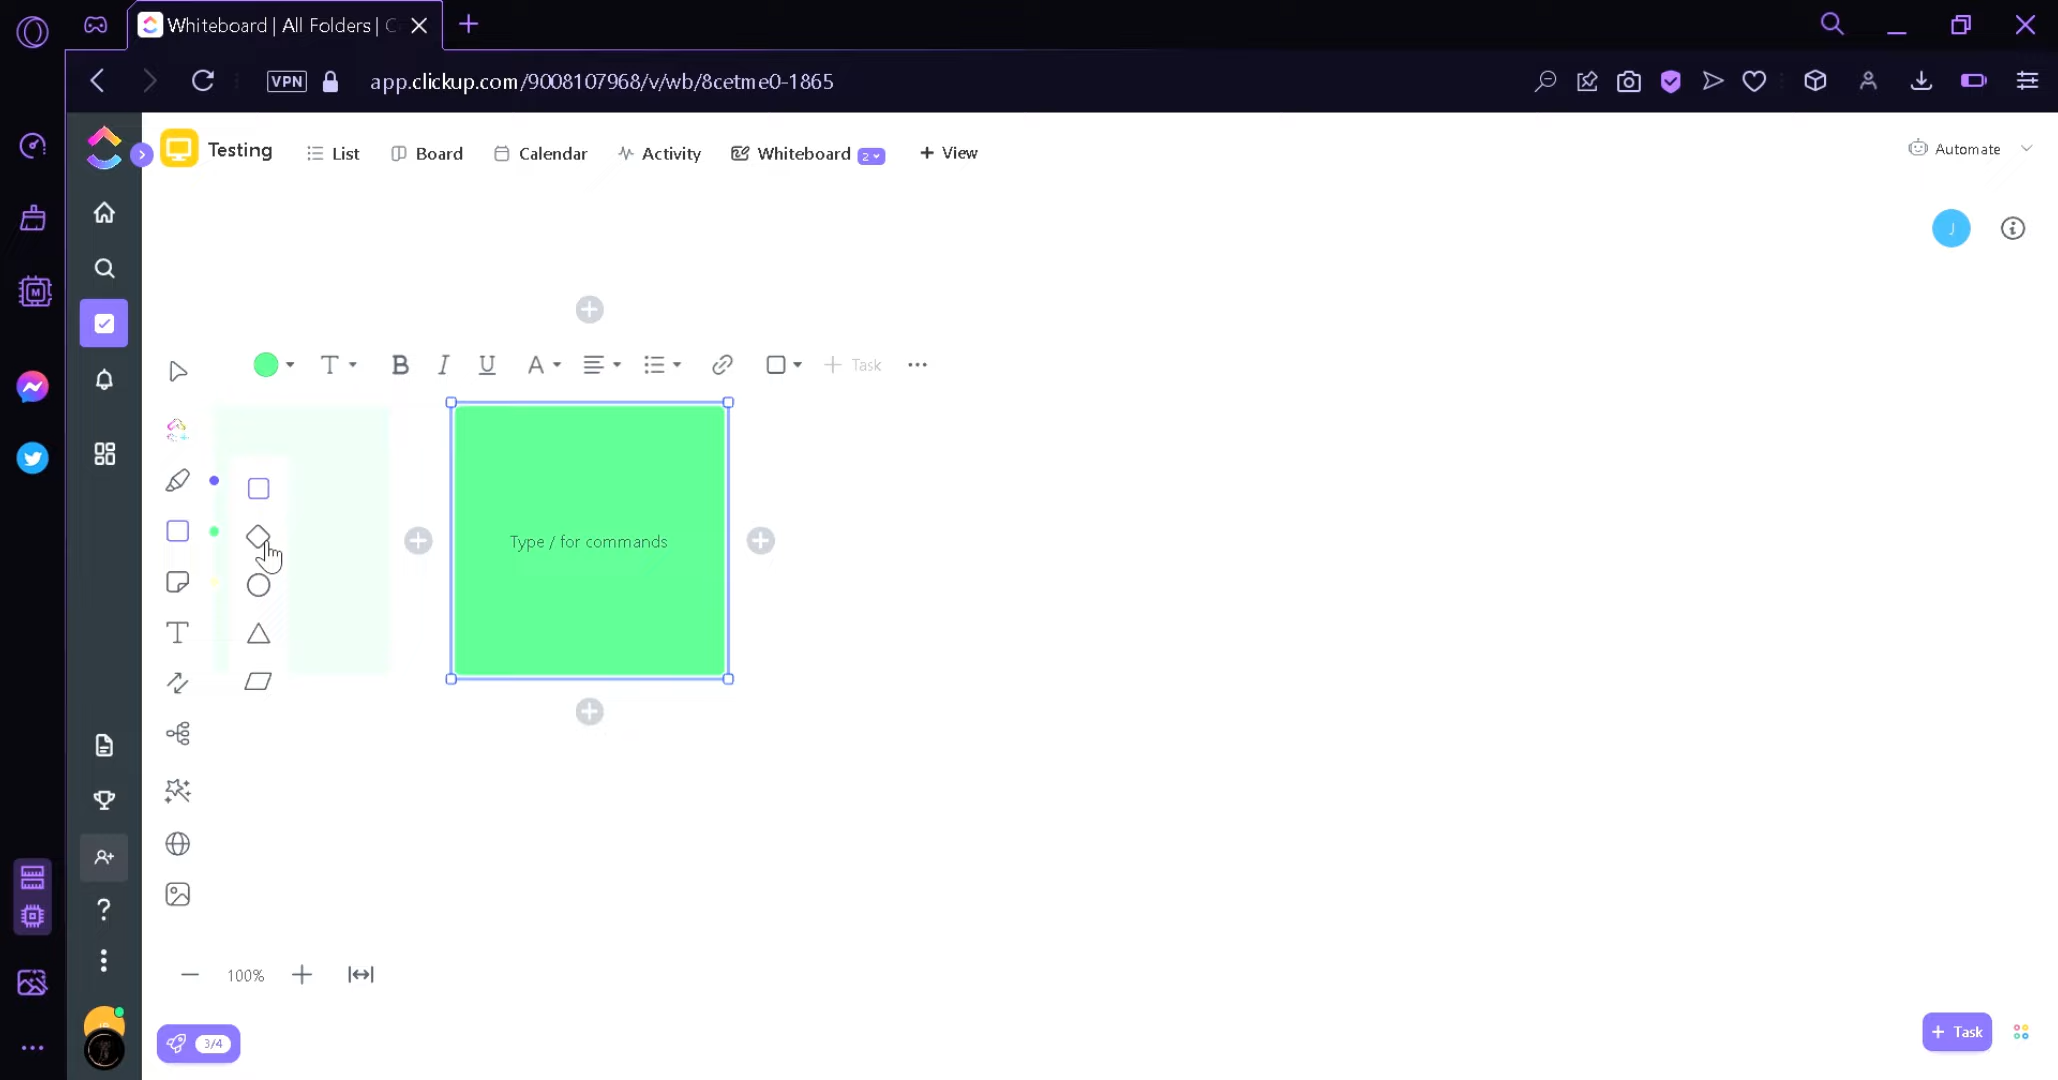 Whiteboard | All Folders | C
VPN
app.clickup.com/9008107968/v/wb/8cetme0-1865
Testing
List
Board
Calendar
Activity
Whiteboard 2
+ View
Automate
J
M
T
B I U A
+ Task
...
Type / for commands
T
?
100%
3/4
+ Task